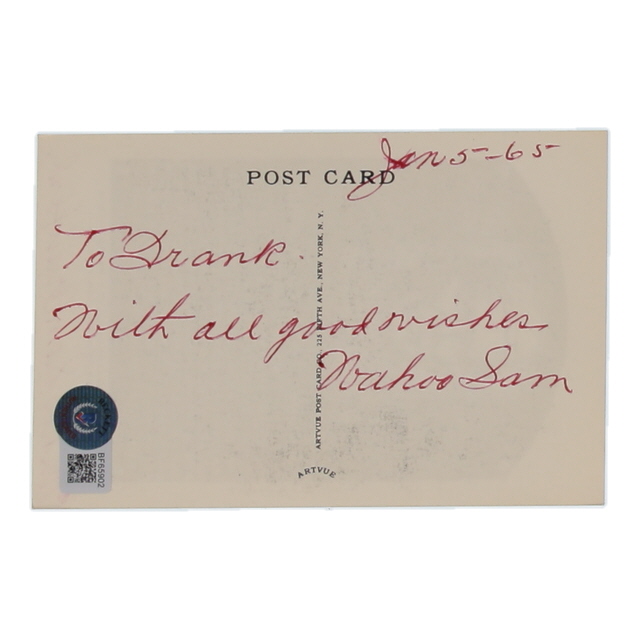 Jan 5-65
POST CARD
To Frank.
With all good wishes
Wahoo Sam
ARTVUE POST CARD CO. 225 FIFTH AVE., NEW YORK, N. Y.
ARTVUE
BECKETT
BF65902